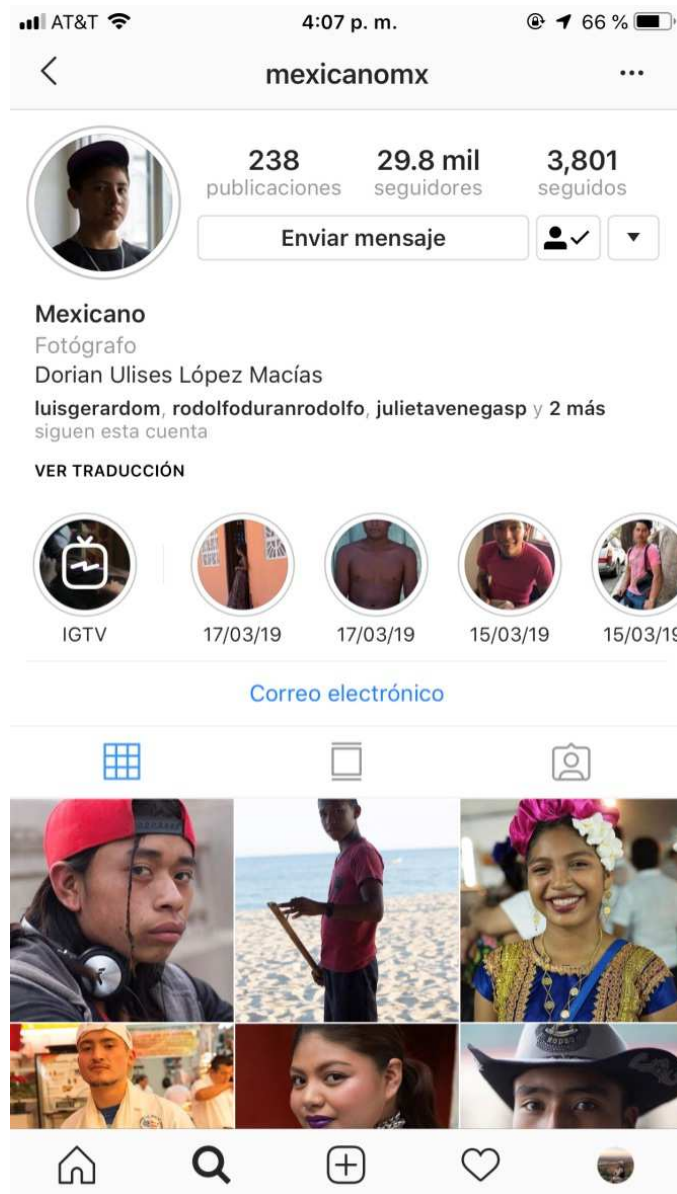 AT&T 4:07 p. m. 66 %
mexicanomx
238 29.8 mil 3,801
publicaciones seguidores seguidos
Enviar mensaje
Mexicano
Fotógrafo
Dorian Ulises López Macías
luisgerardom, rodolfoduranrodolfo, julietavenegasp y 2 más
siguen esta cuenta
VER TRADUCCIÓN
IGTV 17/03/19 17/03/19 15/03/19 15/03/19
Correo electrónico